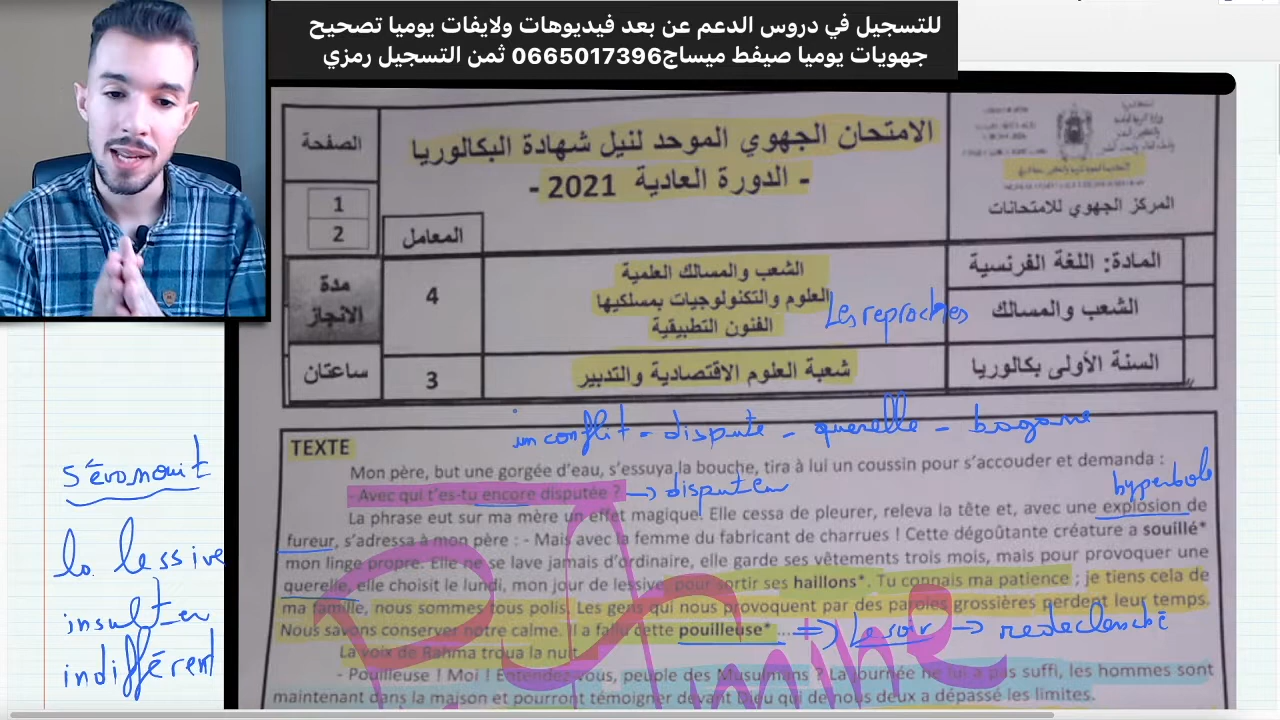 للتسجيل في دروس الدعم عن بعد فيديوهات ولايفات يوميا تصحيح
جهويات يوميا صيفط ميساج0665017396 ثمن التسجيل رمزي
الصفحة
1
2
الامتحان الجهوي الموحد لنيل شهادة البكالوريا
- الدورة العادية 2021 -
المركز الجهوي للامتحانات
المعامل
مدة
الانجاز
4
الشعب والمسالك العلمية
العلوم والتكنولوجيات بمسلكيها
الفنون التطبيقية
المادة: اللغة الفرنسية
الشعب والمسالك
Les reproches
ساعتان
3
شعبة العلوم الاقتصادية والتدبير
السنة الأولى بكالوريا
un conflit - dispute - querelle - bagarre
TEXTE
Mon père, but une gorgée d'eau, s'essuya la bouche, tira à lui un coussin pour s'accouder et demanda :
- Avec qui t'es-tu encore disputée ?
disputer
hyperbole
La phrase eut sur ma mère un effet magique. Elle cessa de pleurer, releva la tête et, avec une explosion de
fureur, s'adressa à mon père : - Mais avec la femme du fabricant de charrues ! Cette dégoûtante créature a souillé*
mon linge propre. Elle ne se lave jamais d'ordinaire, elle garde ses vêtements trois mois, mais pour provoquer une
querelle, elle choisit le lundi, mon jour de lessive, pour sortir ses haillons*. Tu connais ma patience ; je tiens cela de
ma famille, nous sommes tous polis. Les gens qui nous provoquent par des paroles grossières perdent leur temps.
Nous savons conserver notre calme. Il a fallu cette pouilleuse* ...
Le soir → redéclenché
La voix de Rahma troua la nuit.
- Pouilleuse ! Moi ! Entendez vous, peuple des Musulmans ? La journée ne lui a pas suffi, les hommes sont
maintenant dans la maison et pourront témoigner devant Dieu qui de nous deux a dépassé les limites.
s'évanouit
la lessive
insulter
indifférent
Amine